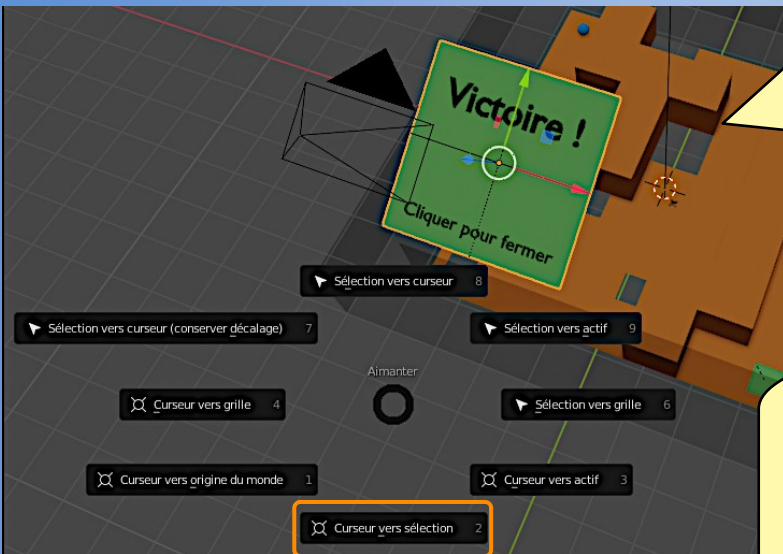 Victoire !
Cliquer pour fermer
Sélection vers curseur 8
Sélection vers curseur (conserver décalage) 7
Sélection vers actif 9
Aimanter
Curseur vers grille 4
Sélection vers grille 6
Curseur vers origine du monde 1
Curseur vers actif 3
Curseur vers sélection 2